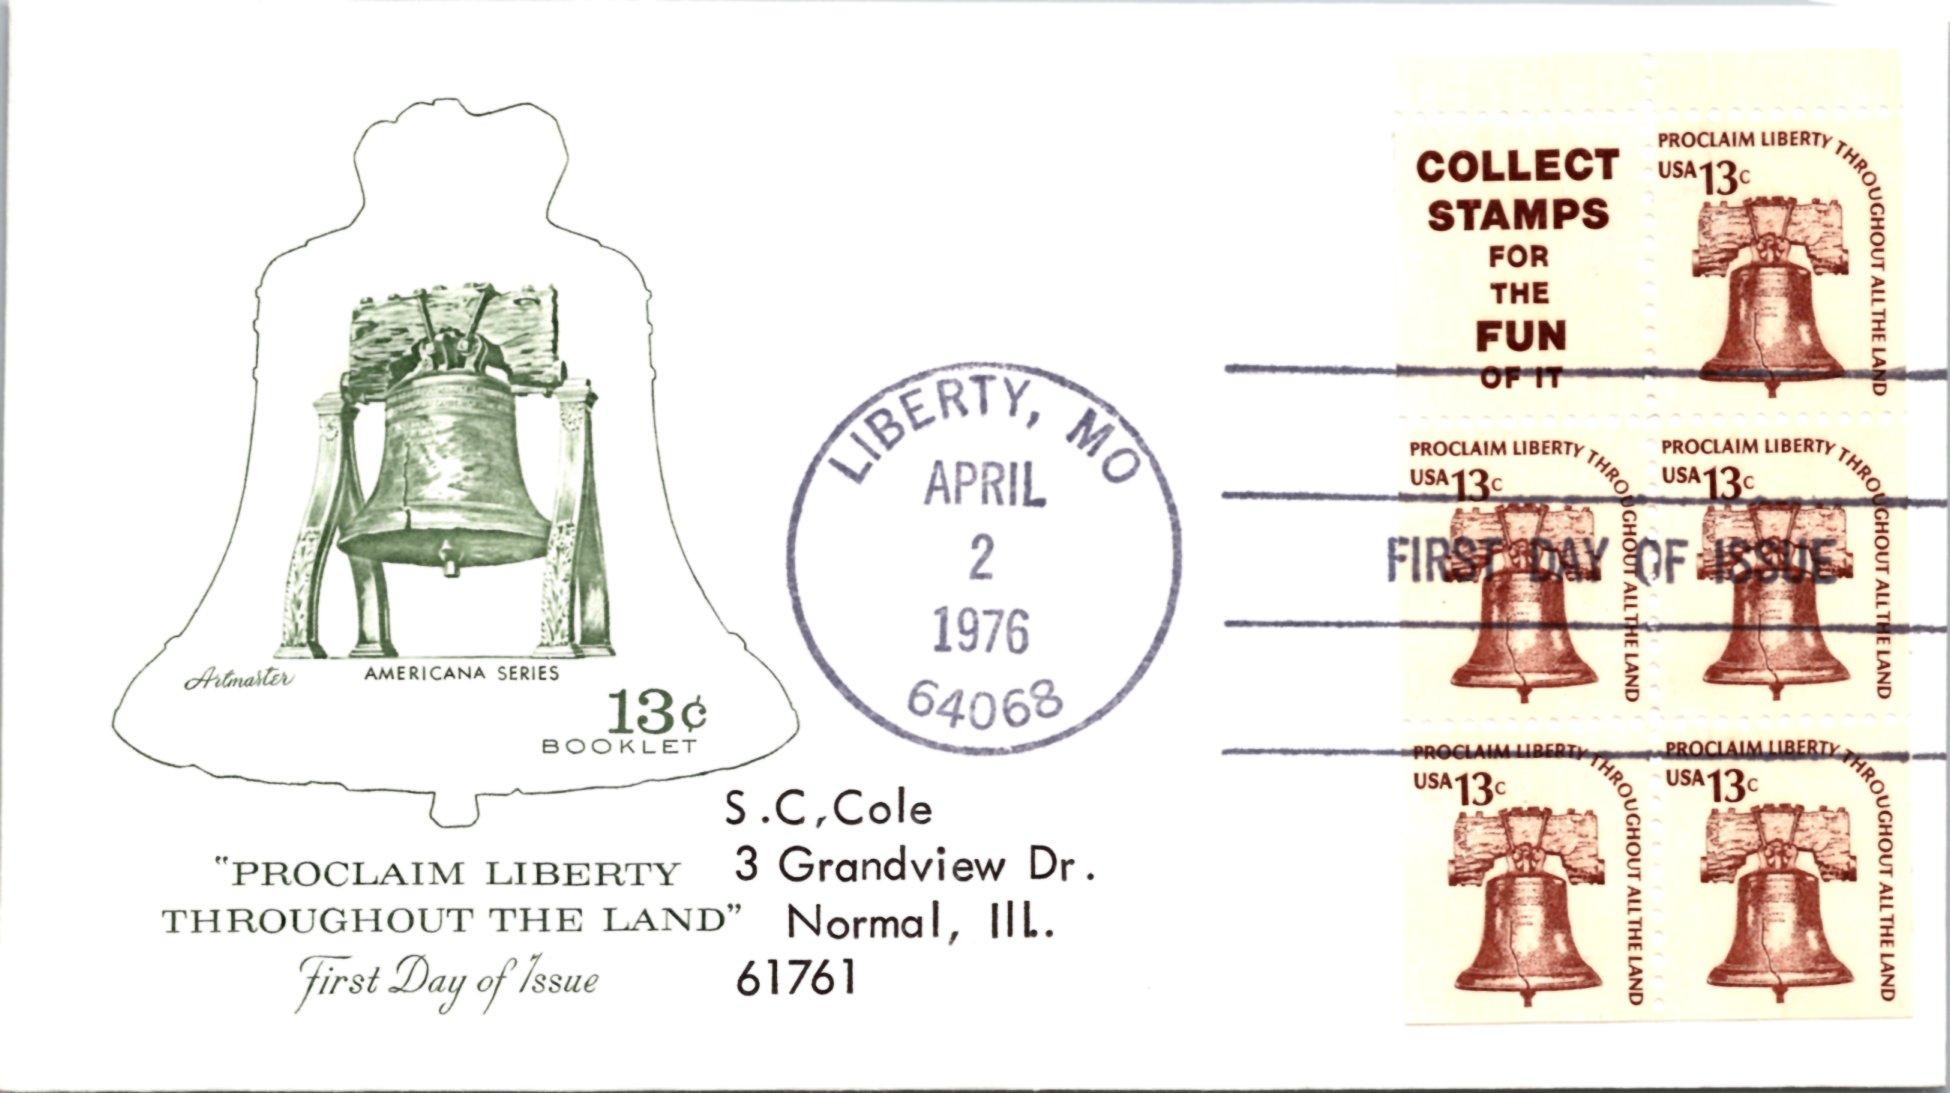 Artmaster
AMERICANA SERIES
13¢
BOOKLET
"PROCLAIM LIBERTY
THROUGHOUT THE LAND"
First Day of Issue
LIBERTY, MO
APRIL
2
1976
64068
S.C,Cole
3 Grandview Dr.
Normal, Ill.
61761
COLLECT
STAMPS
FOR
THE
FUN
OF IT
PROCLAIM LIBERTY THROUGHOUT ALL THE LAND
USA 13c
PROCLAIM LIBERTY THROUGHOUT ALL THE LAND
USA 13c
PROCLAIM LIBERTY THROUGHOUT ALL THE LAND
USA 13c
FIRST DAY OF ISSUE
PROCLAIM LIBERTY THROUGHOUT ALL THE LAND
USA 13c
PROCLAIM LIBERTY THROUGHOUT ALL THE LAND
USA 13c